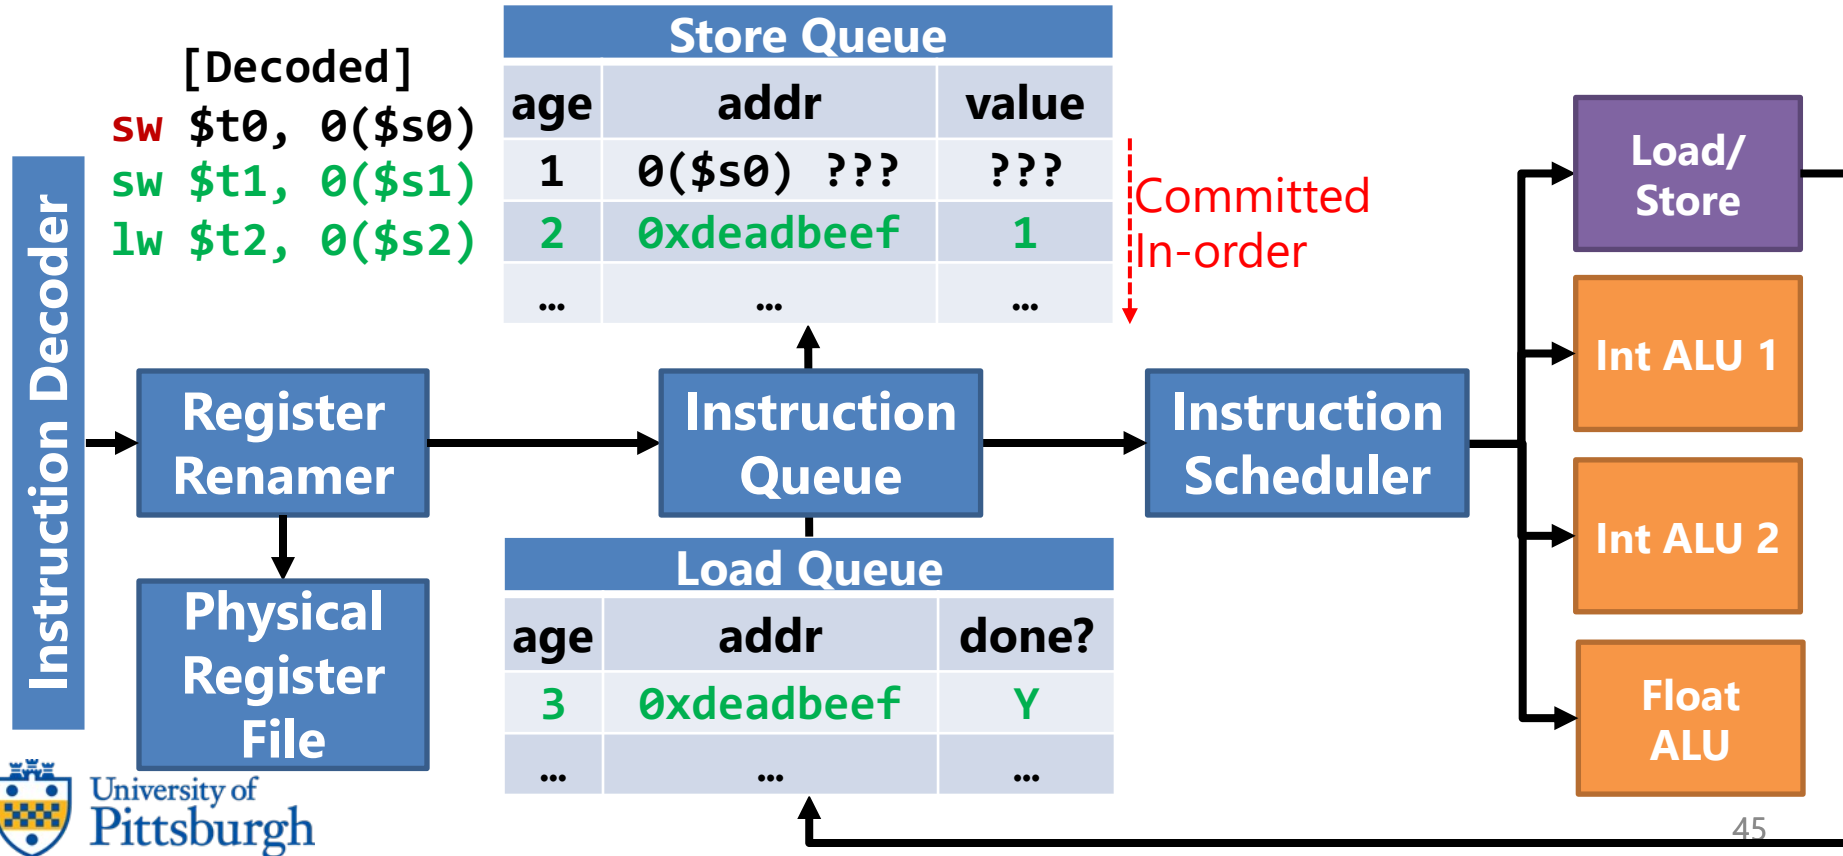 [Decoded]
sw $t0, 0($s0)
sw $t1, 0($s1)
lw $t2, 0($s2)
Store Queue
age addr value
1 0($s0) ??? ???
2 0xdeadbeef 1
… … …
Committed
In-order
Instruction Decoder
Register
Renamer
Physical
Register
File
Instruction
Queue
Load Queue
age addr done?
3 0xdeadbeef Y
… … …
Instruction
Scheduler
Load/
Store
Int ALU 1
Int ALU 2
Float
ALU
University of
Pittsburgh
45